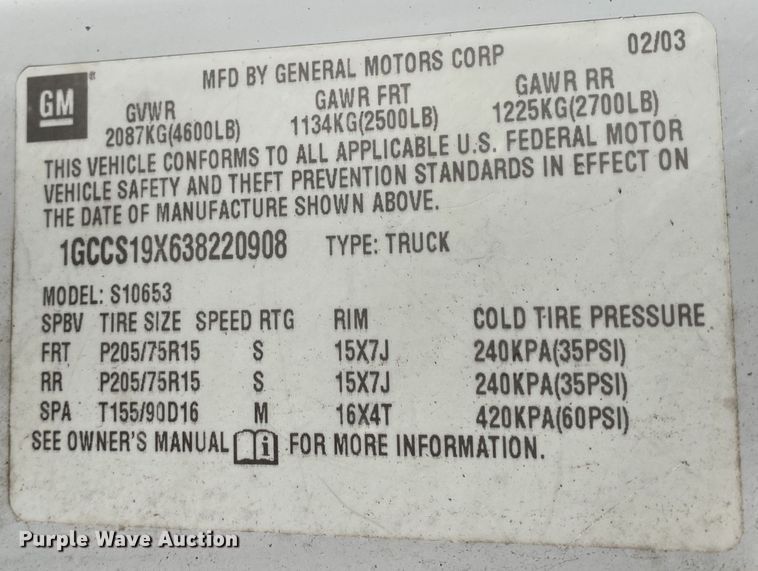 02/03
MFD BY GENERAL MOTORS CORP
GM®
GVWR GAWR FRT GAWR RR
2087KG(4600LB) 1134KG(2500LB) 1225KG(2700LB)
THIS VEHICLE CONFORMS TO ALL APPLICABLE U.S. FEDERAL MOTOR
VEHICLE SAFETY AND THEFT PREVENTION STANDARDS IN EFFECT ON
THE DATE OF MANUFACTURE SHOWN ABOVE.
1GCCS19X638220908 TYPE: TRUCK
MODEL: S10653
SPBV TIRE SIZE SPEED RTG RIM COLD TIRE PRESSURE
FRT P205/75R15 S 15X7J 240KPA(35PSI)
RR P205/75R15 S 15X7J 240KPA(35PSI)
SPA T155/90D16 M 16X4T 420KPA(60PSI)
SEE OWNER'S MANUAL i FOR MORE INFORMATION.
Purple Wave Auction